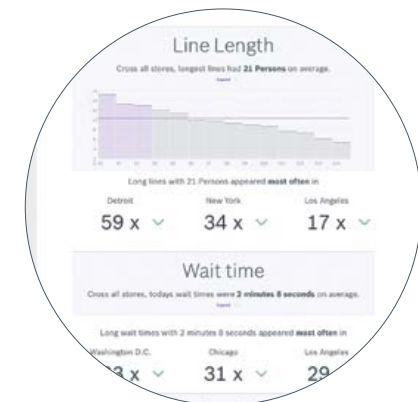 Line Length
Cross all stores, longest lines had 21 Persons on average.
Long lines with 21 Persons appeared most often in
Detroit New York Los Angeles
59 x 34 x 17 x
Wait time
Cross all stores, todays wait times were 2 minutes 8 seconds on average.
Long wait times with 2 minutes 8 seconds appeared most often in
Washington D.C. Chicago Los Angeles
31 x 29